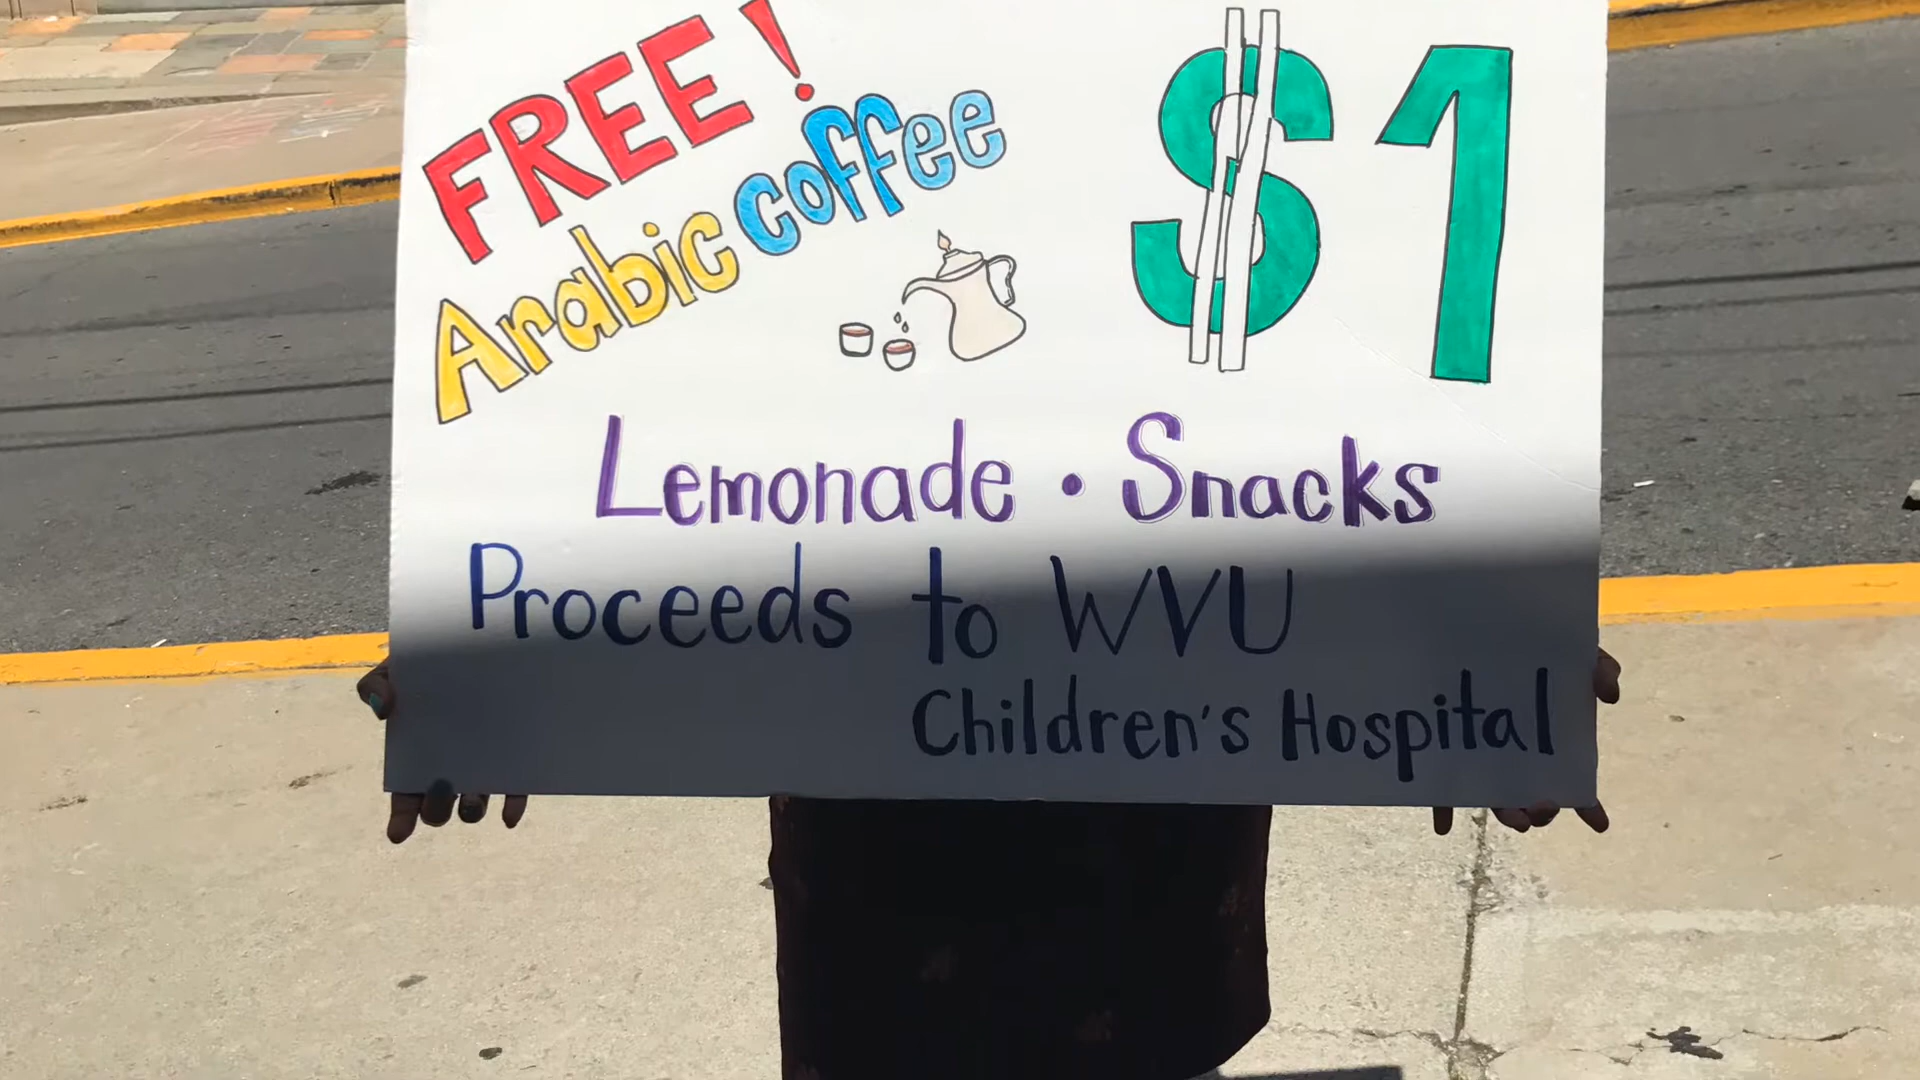 FREE!
Arabic coffee
$1
Lemonade • Snacks
Proceeds to WVU
Children's Hospital